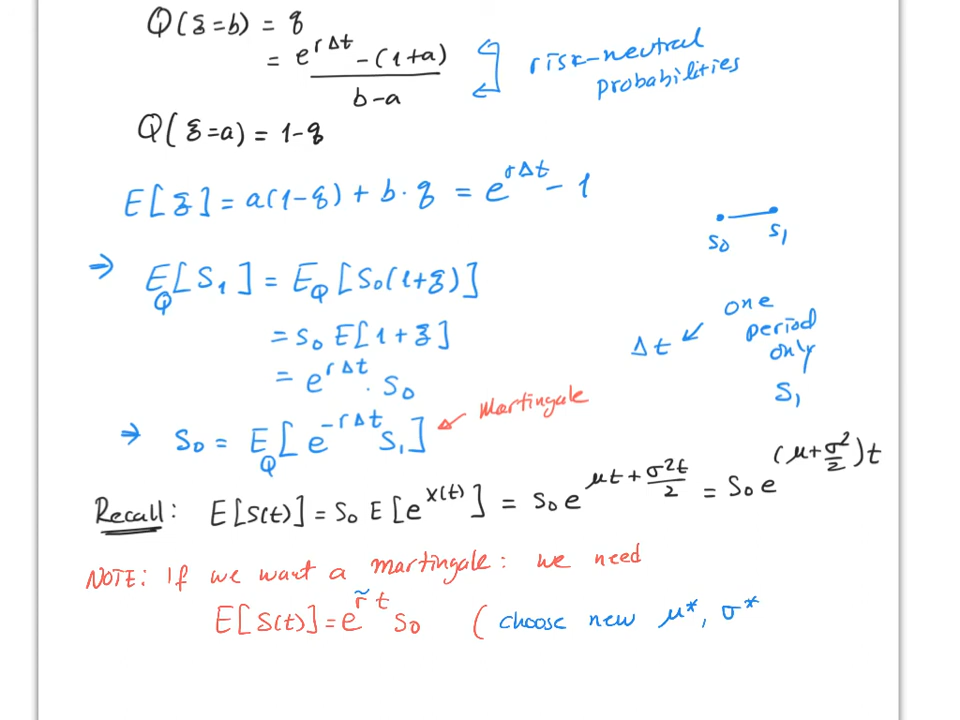 Q(ξ=b) = q
= e^{rΔt} - (1+a) / b-a
risk-neutral
probabilities
Q(ξ=a) = 1-q
E[ξ] = a(1-q) + b·q = e^{rΔt} - 1
S0 S1
⇒ E_Q[S1] = E_Q[S0(1+ξ)]
= S0 E[1+ξ]
= e^{rΔt} · S0
Δt ↙ one
period
only
S1
→ S0 = E_Q[e^{-rΔt} S1] ← Martingale
Recall: E[S(t)] = S0 E[e^{X(t)}] = S0 e^{μt + σ²t/2} = S0 e^{(μ+σ²/2)t}
NOTE: If we want a martingale: we need
E[S(t)] = e^{r̃t} S0 (choose new μ*, σ*